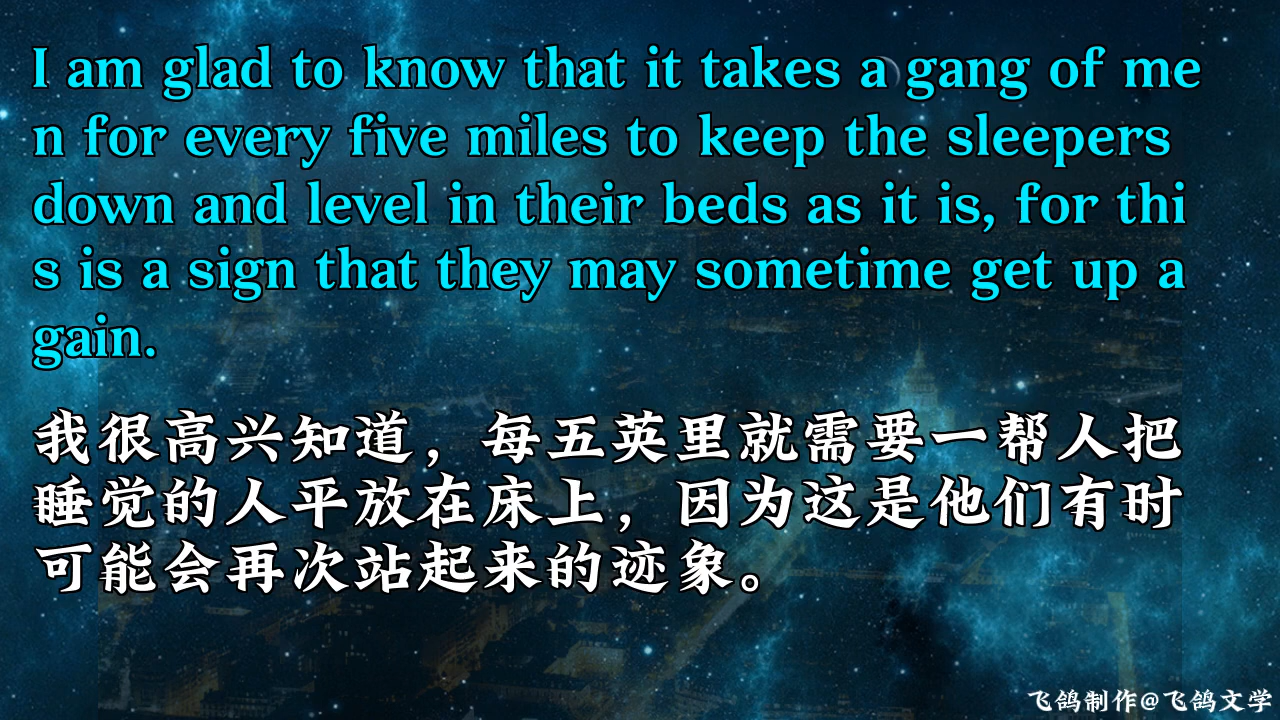 I am glad to know that it takes a gang of me
n for every five miles to keep the sleepers
down and level in their beds as it is, for thi
s is a sign that they may sometime get up a
gain.
我很高兴知道，每五英里就需要一帮人把
睡觉的人平放在床上，因为这是他们有时
可能会再次站起来的迹象。
飞鸽制作@飞鸽文学